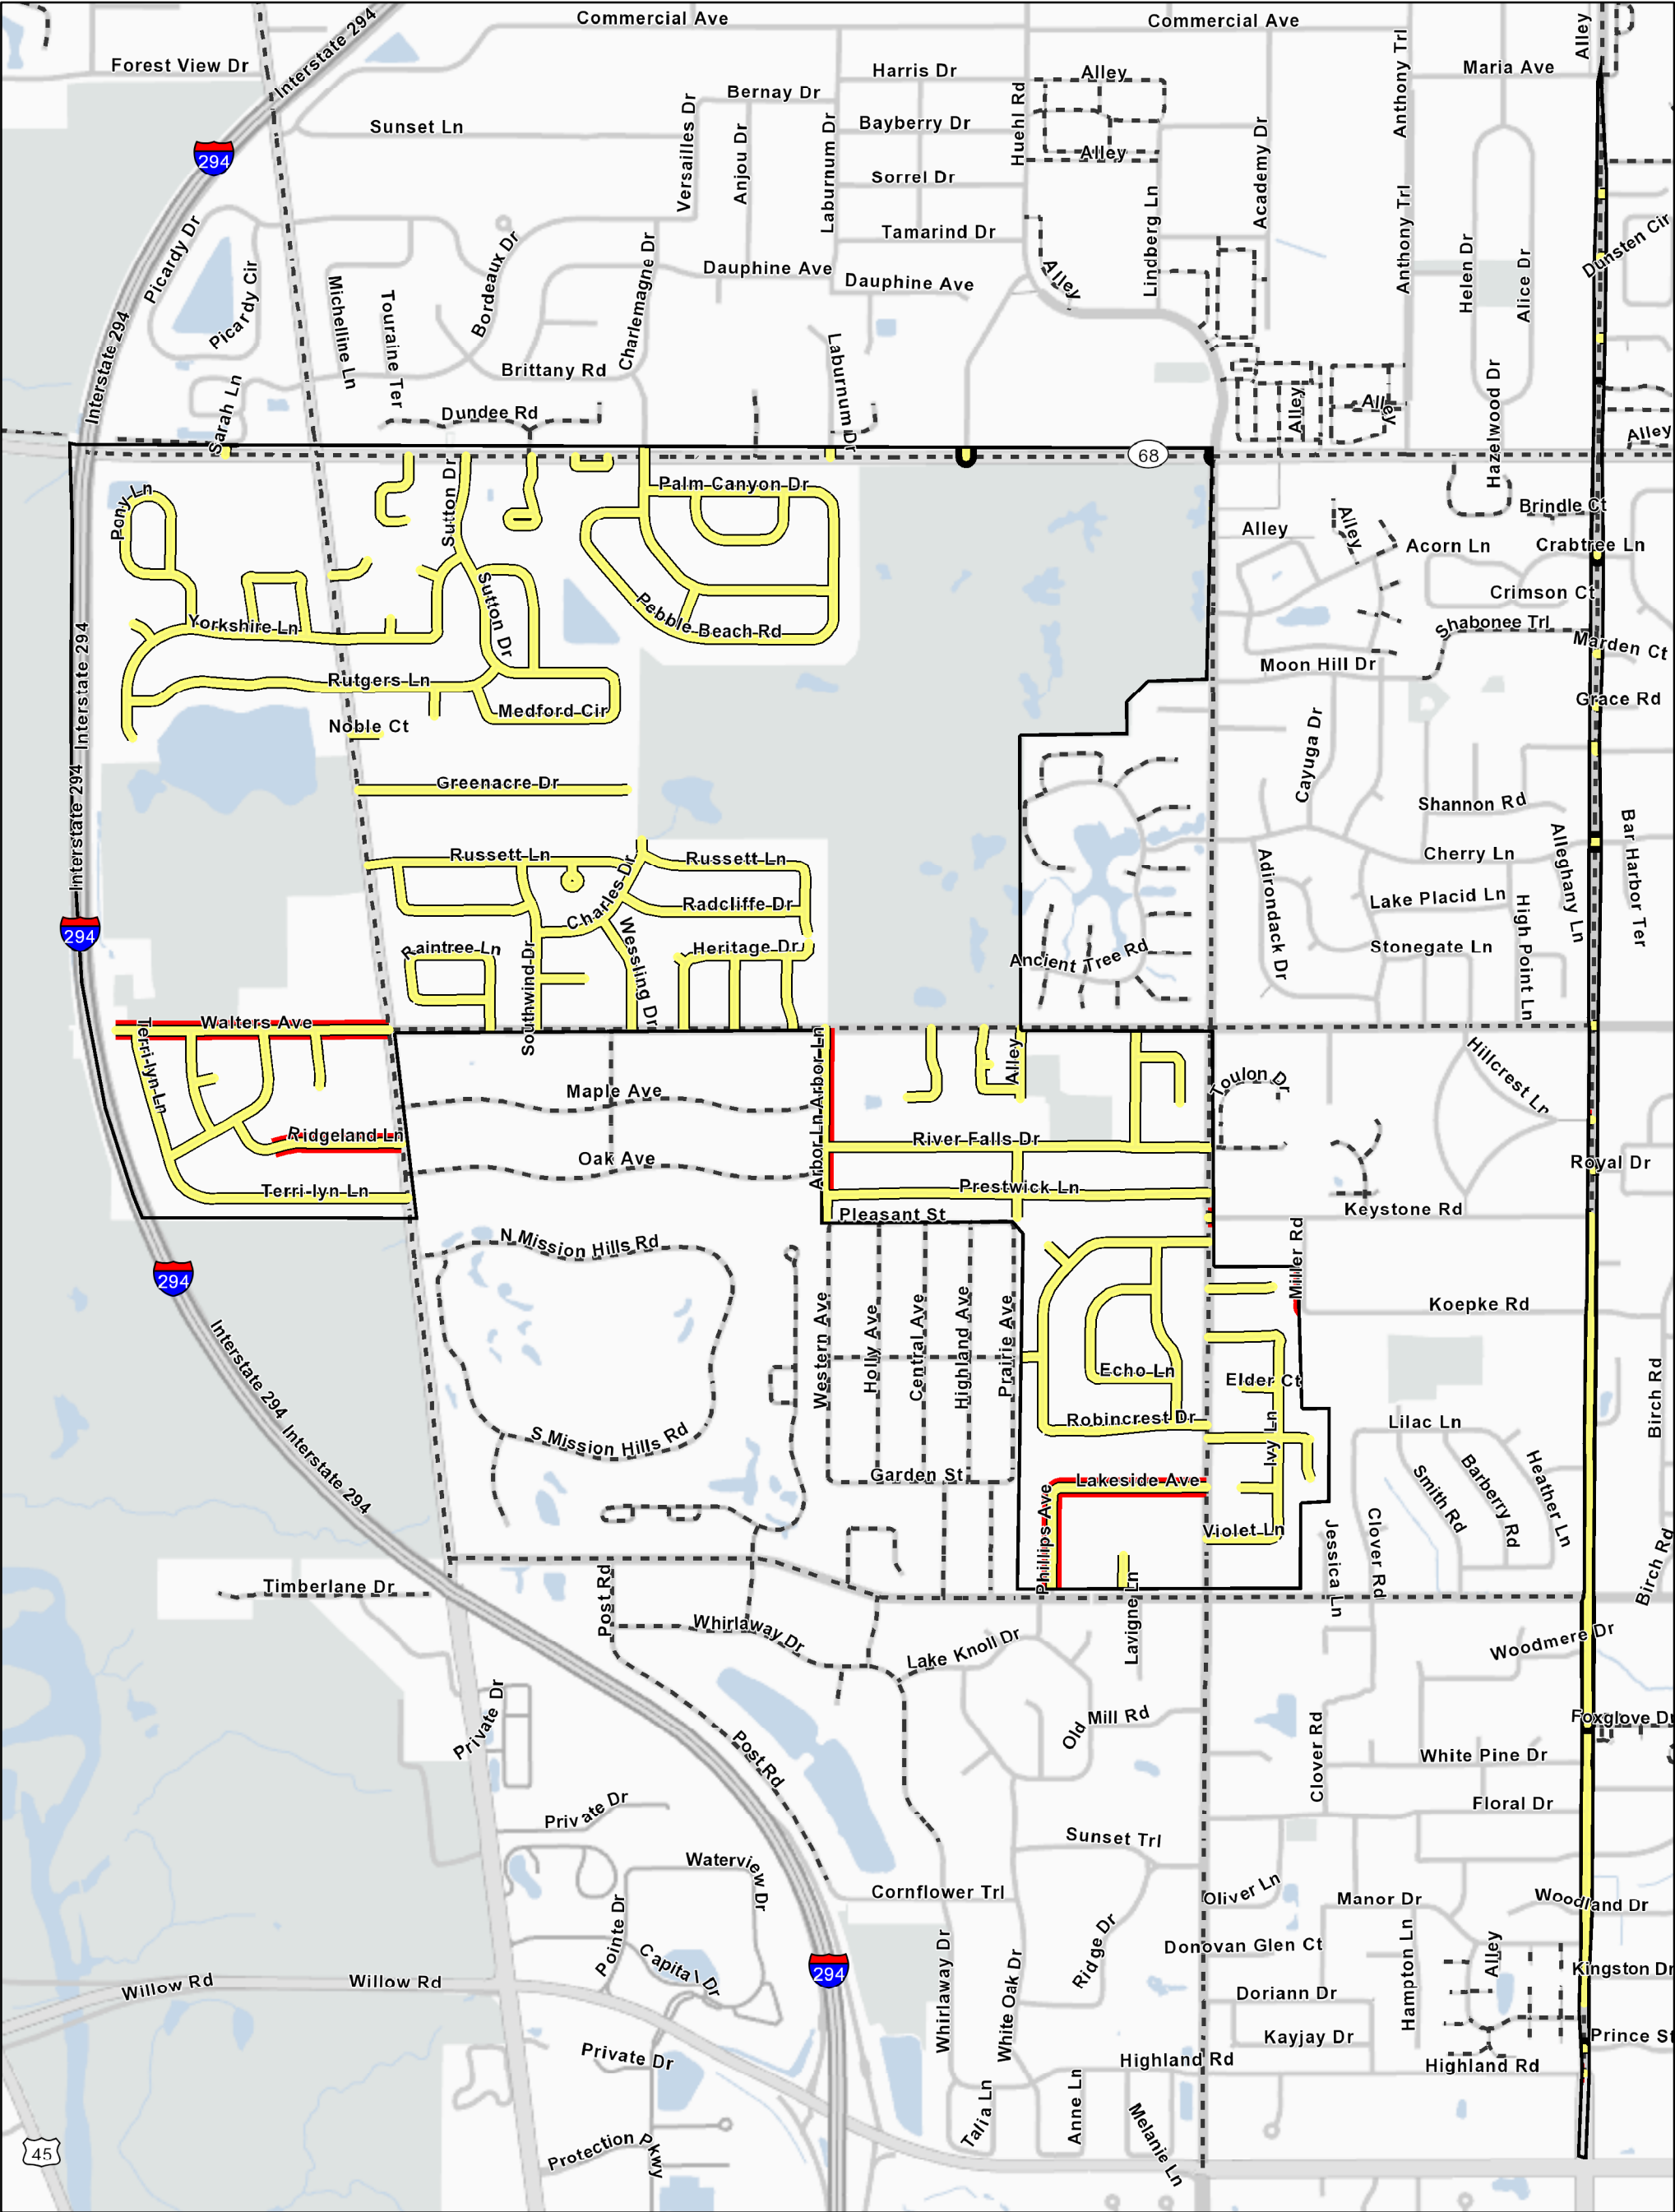 Commercial Ave
Commercial Ave
Alley
Forest View Dr
Interstate 294
Harris Dr
Alley
Anthony Trl
Maria Ave
Bernay Dr
Huehl Rd
Sunset Ln
Versailles Dr
Anjou Dr
Laburnum Dr
Bayberry Dr
Alley
Academy Dr
294
Sorrel Dr
Lindberg Ln
Anthony Trl
Picardy Dr
Picardy Cir
Tamarind Dr
Bordeaux Dr
Charlemagne Dr
Dauphine Ave
Dauphine Ave
Alley
Helen Dr
Alice Dr
Dunsten Cir
Interstate 294
Michelline Ln
Touraine Ter
Laburnum Dr
Brittany Rd
Sarah Ln
Dundee Rd
Alley
Alley
Hazelwood Dr
Alley
68
Pony Ln
Sutton Dr
Palm Canyon Dr
Alley
Alley
Brindle Ct
Acorn Ln
Crabtree Ln
Crimson Ct
Sutton Dr
Pebble Beach Rd
Yorkshire Ln
Shabonee Trl
Marden Ct
Interstate 294
Rutgers Ln
Moon Hill Dr
Medford Cir
Grace Rd
Noble Ct
Cayuga Dr
Interstate 294
Greenacre Dr
Shannon Rd
Bar Harbor Ter
Alleghany Ln
Russett Ln
Russett Ln
Cherry Ln
Charles Dr
Adirondack Dr
Lake Placid Ln
Radcliffe Dr
High Point Ln
294
Raintree Ln
Wessling Dr
Heritage Dr
Stonegate Ln
Southwind Dr
Ancient Tree Rd
Walters Ave
Terri-lyn Ln
Arbor Ln
Alley
Hillcrest Ln
Maple Ave
Toulon Dr
Ridgeland Ln
Arbor Ln
River Falls Dr
Oak Ave
Royal Dr
Terri-lyn Ln
Prestwick Ln
Pleasant St
Keystone Rd
N Mission Hills Rd
Miller Rd
294
Western Ave
Holly Ave
Central Ave
Highland Ave
Prairie Ave
Koepke Rd
Interstate 294
Echo Ln
Elder Ct
Birch Rd
Interstate 294
S Mission Hills Rd
Robincrest Dr
Ivy Ln
Lilac Ln
Garden St
Lakeside Ave
Smith Rd
Barberry Rd
Heather Ln
Phillips Ave
Violet Ln
Jessica Ln
Clover Rd
Birch Rd
Timberlane Dr
Post Rd
Lavigne Ln
Whirlaway Dr
Lake Knoll Dr
Woodmere Dr
Private Dr
Old Mill Rd
Foxglove Dr
Post Rd
Clover Rd
White Pine Dr
Private Dr
Floral Dr
Sunset Trl
Waterview Dr
Cornflower Trl
Oliver Ln
Manor Dr
Woodland Dr
Pointe Dr
Capital Dr
Whirlaway Dr
White Oak Dr
Ridge Dr
Donovan Glen Ct
Hampton Ln
Alley
294
Kingston Dr
Willow Rd
Willow Rd
Doriann Dr
Kayjay Dr
Prince St
Private Dr
Highland Rd
Highland Rd
Talia Ln
Anne Ln
Melanie Ln
45
Protection Pkwy